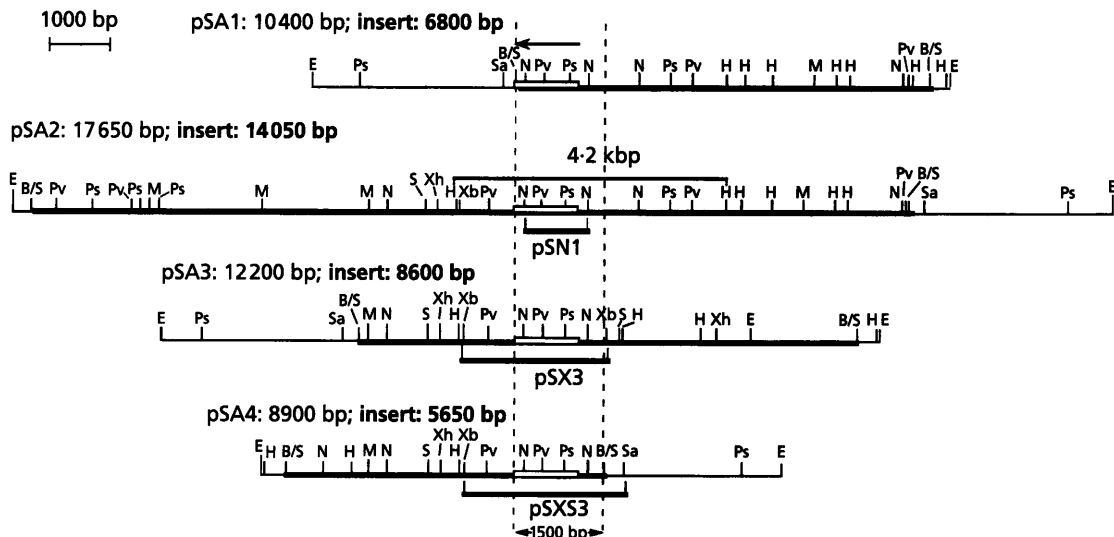 1000 bp
pSA1: 10400 bp; insert: 6800 bp
E Ps Sa B/S N Pv Ps N N Ps Pv H H H M H H N Pv H B/S H E
pSA2: 17650 bp; insert: 14050 bp
4·2 kbp
E B/S Pv Ps Pv Ps M Ps M M N S Xh H Xb Pv N Pv Ps N N Ps Pv H H H M H H N Pv B/S Sa Ps E
pSN1
pSA3: 12200 bp; insert: 8600 bp
E Ps Sa B/S M N S Xh H Xb Pv N Pv Ps N Xb S H H Xh E B/S H E
pSX3
pSA4: 8900 bp; insert: 5650 bp
E H B/S N H M N S Xh H Xb Pv N Pv Ps N B/S Sa Ps E
pSXS3
1500 bp